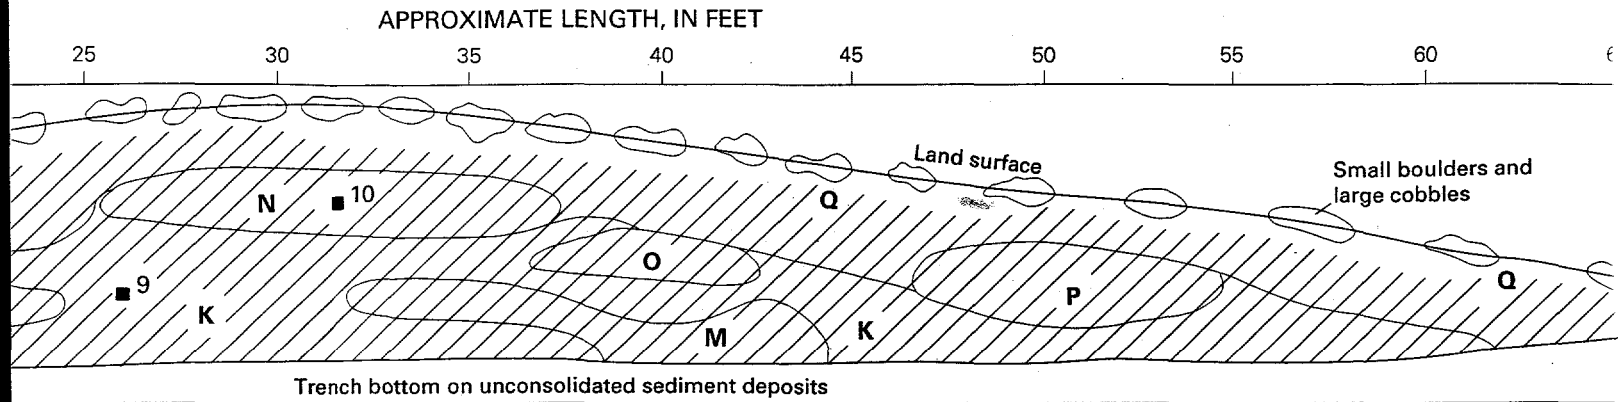 APPROXIMATE LENGTH, IN FEET
25 30 35 40 45 50 55 60
Land surface
Small boulders and
large cobbles
N 10 Q
O
9 P Q
K M K
Trench bottom on unconsolidated sediment deposits